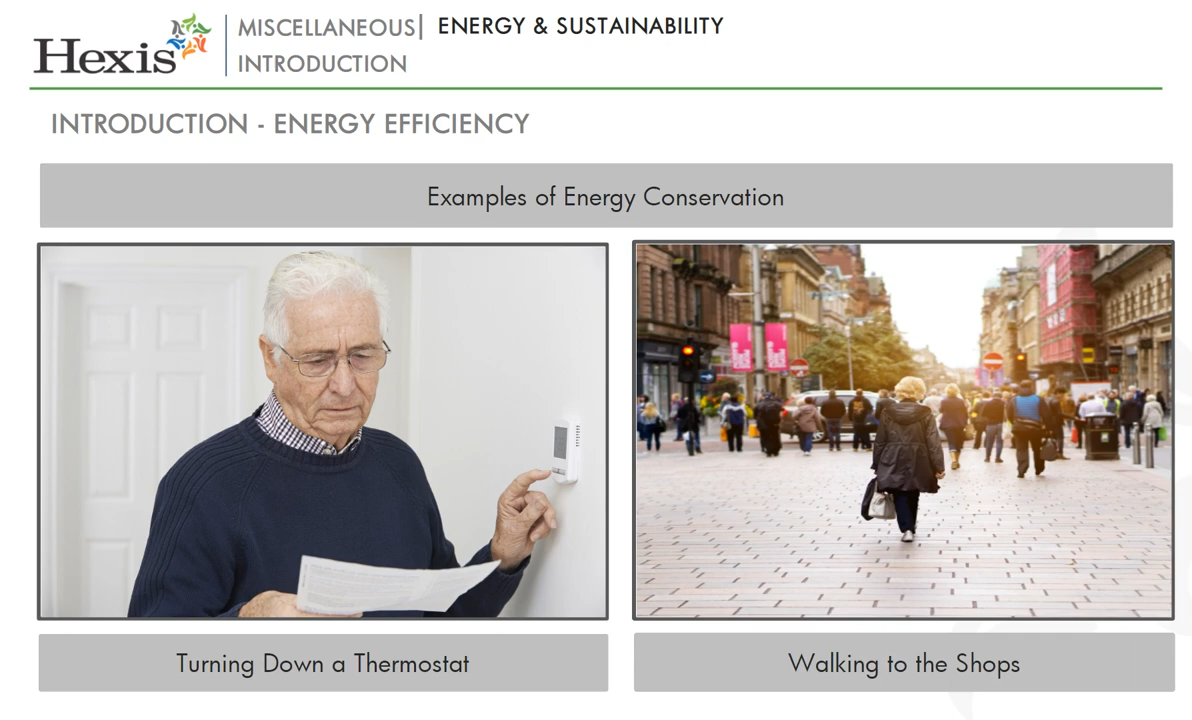 Hexis
MISCELLANEOUS| ENERGY & SUSTAINABILITY
INTRODUCTION
INTRODUCTION - ENERGY EFFICIENCY
Examples of Energy Conservation
Turning Down a Thermostat
Walking to the Shops